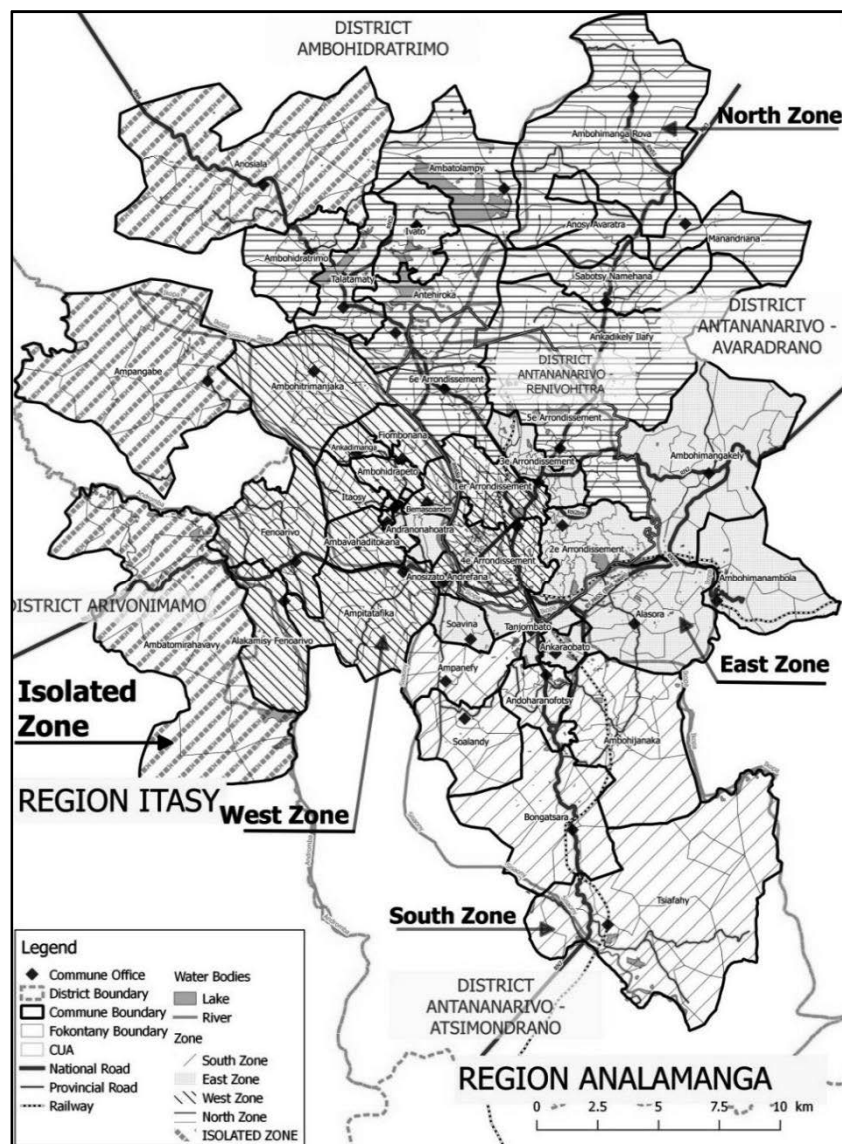 DISTRICT
AMBOHIDRATRIMO
North Zone
Ambohimanga Rova
Anosiala
Ambatolampy
Ivato
Anosy Avaratra
Manandriana
Ambohidratrimo
Talatamaty
Sabotsy Namehana
Antehiroka
DISTRICT
ANTANANARIVO -
AVARADRANO
Ankadikely Ilafy
DISTRICT
ANTANANARIVO
RENIVOHITRA
Ampangabe
Ambohitrimanjaka
6e Arrondissement
5e Arrondissement
Fiombonana
Ankadimanga
Ambohidrapeto
3e Arrondissement
Ambohimangakely
1er Arrondissement
Itaosy
Bemasoandro
Andranonahoatra
Fenoarivo
Ambavahaditokana
2e Arrondissement
4e Arrondissement
Anosizato Andrefana
Ambohimanambola
DISTRICT ARIVONIMAMO
Ampitatafika
Alasora
Ambatomirahavavy
Alakamisy Fenoarivo
Soavina
Tanjombato
Ankaraobato
Ampanefy
East Zone
Isolated
Zone
Andoharanofotsy
Soalandy
Ambohijanaka
REGION ITASY
West Zone
Bongatsara
Tsiafahy
South Zone
DISTRICT
ANTANANARIVO -
ATSIMONDRANO
REGION ANALAMANGA
0 2.5 5 7.5 10 km
Legend
Commune Office
District Boundary
Commune Boundary
Fokontany Boundary
CUA
National Road
Provincial Road
Railway
Water Bodies
Lake
River
Zone
South Zone
East Zone
West Zone
North Zone
ISOLATED ZONE